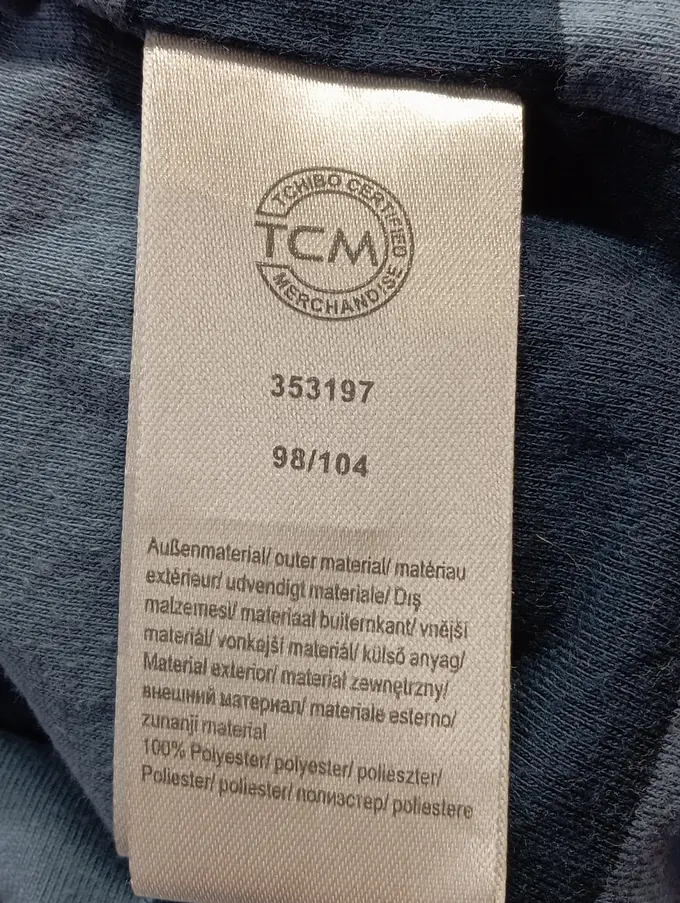 TCHIBO CERTIFIED
TCM
MERCHANDISE
353197
98/104
Außenmaterial/ outer material/ matériau
extérieur/ udvendigt materiale/ Dış
malzemesi/ materiaal buitenkant/ vnější
materiál/ vonkajší materiál/ külső anyag/
Material exterior/ materiał zewnętrzny/
внешний материал/ materiale esterno/
zunanji material
100% Polyester/ polyester/ poliészter/
Poliester/ poliester/ полиэстер/ poliestere